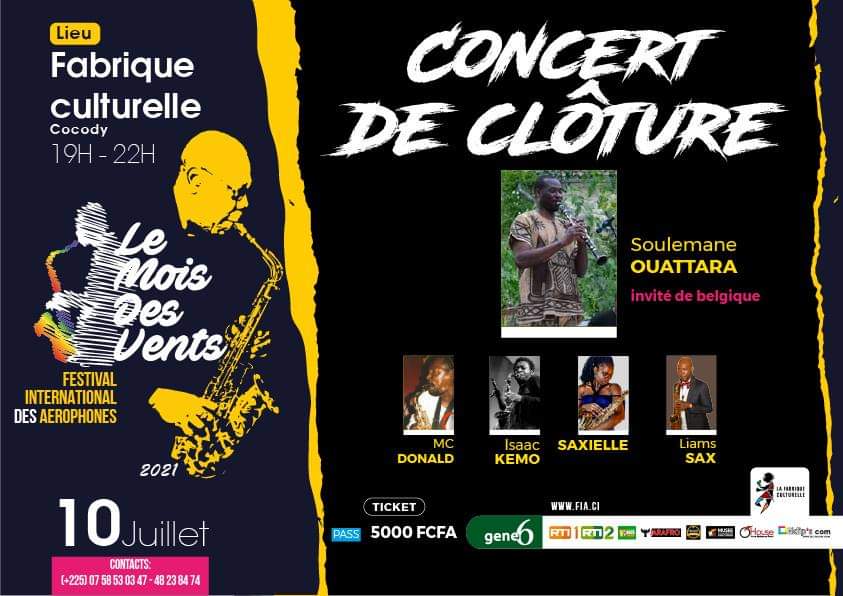 Lieu
Fabrique
culturelle
Cocody
19H - 22H
Le
Mois
Des
Vents
FESTIVAL
INTERNATIONAL
DES AEROPHONES
2021
10 Juillet
CONTACTS:
(+225) 07 58 53 03 47 - 48 23 84 74
CONCERT
DE CLÔTURE
Soulemane
OUATTARA
invité de belgique
MC
DONALD
Isaac
KEMO
SAXIELLE
Liams
SAX
LA FABRIQUE
CULTURELLE
TICKET
PASS 5000 FCFA
WWW.FIA.CI
gene6
RTI 1
RTI 2
ARAFRO
House